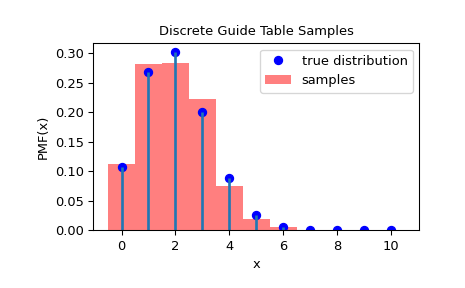 Discrete Guide Table Samples
true distribution
samples
PMF(x)
0.30
0.25
0.20
0.15
0.10
0.05
0.00
0 2 4 6 8 10
x